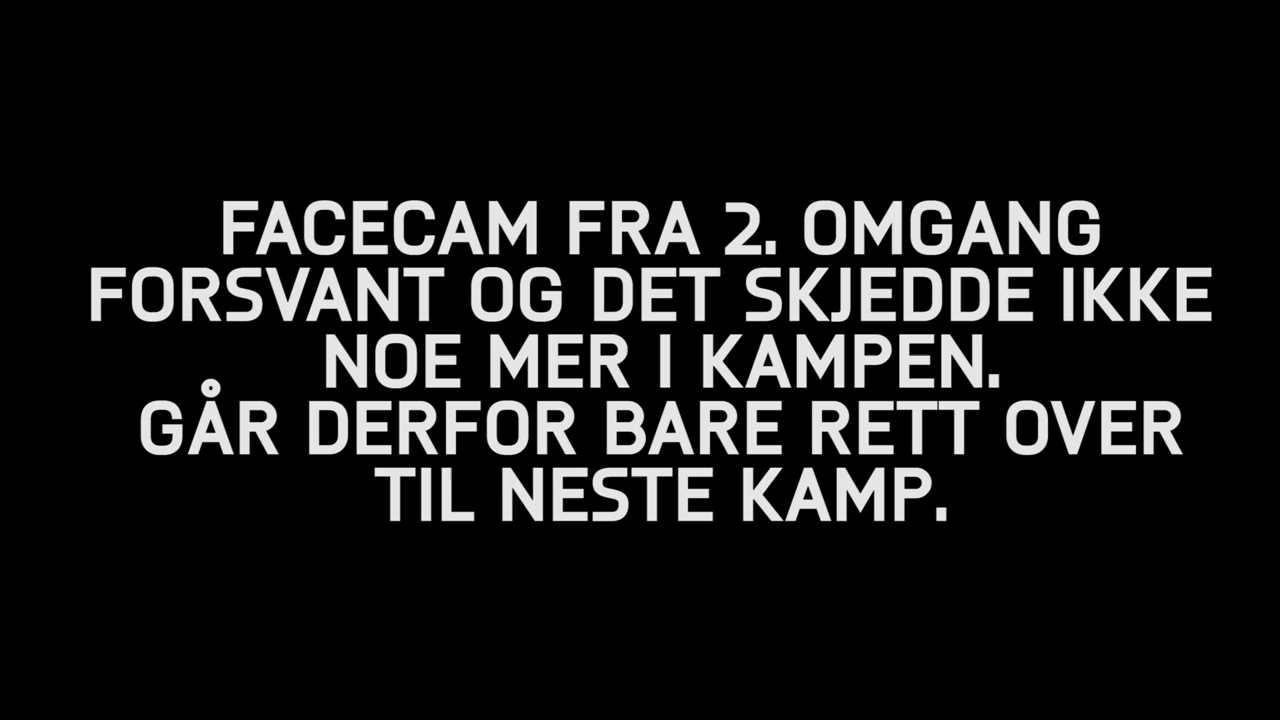 FACECAM FRA 2. OMGANG
FORSVANT OG DET SKJEDDE IKKE
NOE MER I KAMPEN.
GÅR DERFOR BARE RETT OVER
TIL NESTE KAMP.